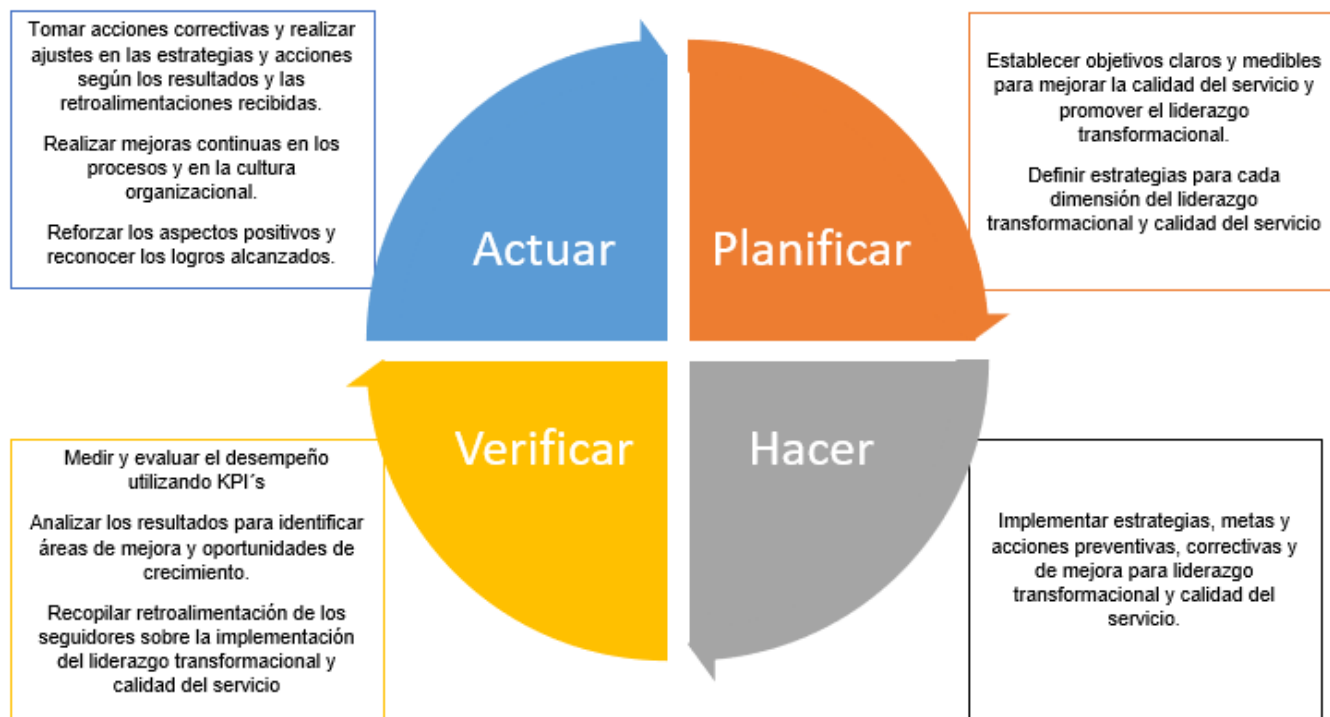 Tomar acciones correctivas y realizar
ajustes en las estrategias y acciones
según los resultados y las
retroalimentaciones recibidas.
Realizar mejoras continuas en los
procesos y en la cultura
organizacional.
Reforzar los aspectos positivos y
reconocer los logros alcanzados.
Actuar
Planificar
Establecer objetivos claros y medibles
para mejorar la calidad del servicio y
promover el liderazgo
transformacional.
Definir estrategias para cada
dimensión del liderazgo
transformacional y calidad del servicio
Verificar
Hacer
Medir y evaluar el desempeño
utilizando KPI´s
Analizar los resultados para identificar
áreas de mejora y oportunidades de
crecimiento.
Recopilar retroalimentación de los
seguidores sobre la implementación
del liderazgo transformacional y
calidad del servicio
Implementar estrategias, metas y
acciones preventivas, correctivas y
de mejora para liderazgo
transformacional y calidad del
servicio.